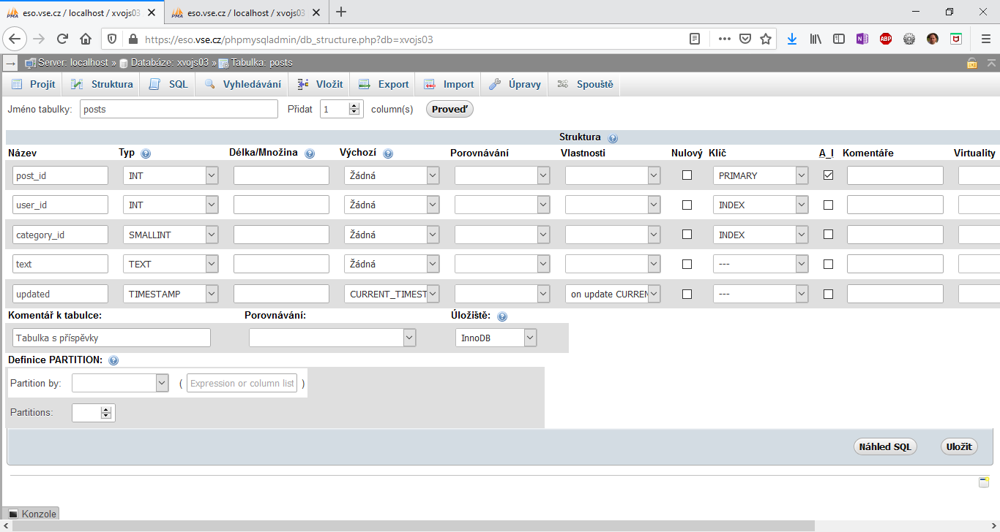 eso.vse.cz / localhost / xvojs03
eso.vse.cz / localhost / xvojs03
https://eso.vse.cz/phpmysqladmin/db_structure.php?db=xvojs03
Server: localhost » Databáze: xvojs03 » Tabulka: posts
Projít Struktura SQL Vyhledávání Vložit Export Import Úpravy Spouště
Jméno tabulky: posts Přidat 1 column(s) Proveď
Struktura
Název Typ Délka/Množina Výchozí Porovnávání Vlastnosti Nulový Klíč A_I Komentáře Virtuality
post_id INT Žádná PRIMARY
user_id INT Žádná INDEX
category_id SMALLINT Žádná INDEX
text TEXT Žádná ---
updated TIMESTAMP CURRENT_TIMEST on update CURREN ---
Komentář k tabulce: Porovnávání: Úložiště:
Tabulka s příspěvky InnoDB
Definice PARTITION:
Partition by: ( Expression or column list )
Partitions:
Náhled SQL Uložit
Konzole